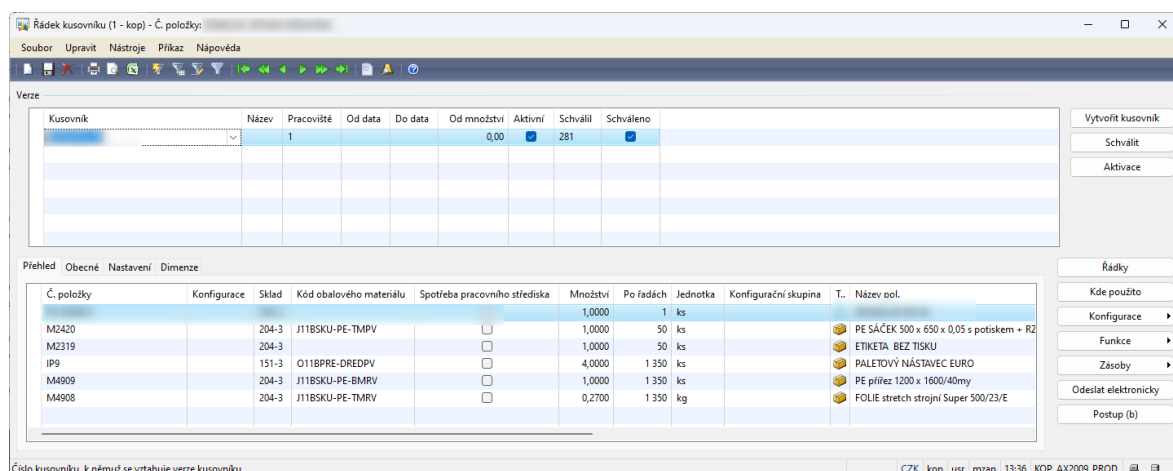 Řádek kusovníku (1 - kop) - Č. položky:
Soubor Upravit Nástroje Příkaz Nápověda
Verze
Kusovník Název Pracoviště Od data Do data Od množství Aktivní Schválil Schváleno
1 0,00 281
Vytvořit kusovník
Schválit
Aktivace
Přehled Obecné Nastavení Dimenze
Č. položky Konfigurace Sklad Kód obalového materiálu Spotřeba pracovního střediska Množství Po řadách Jednotka Konfigurační skupina T.. Název pol.
1,0000 1 ks
M2420 204-3 J11BSKU-PE-TMPV 1,0000 50 ks PE SÁČEK 500 x 650 x 0,05 s potiskem + RZ
M2319 204-3 1,0000 50 ks ETIKETA BEZ TISKU
IP9 151-3 O11BPRE-DREDPV 4,0000 1 350 ks PALETOVÝ NÁSTAVEC EURO
M4909 204-3 J11BSKU-PE-BMRV 1,0000 1 350 ks PE přířez 1200 x 1600/40my
M4908 204-3 J11BSKU-PE-TMRV 0,2700 1 350 kg FOLIE stretch strojní Super 500/23/E
Řádky
Kde použito
Konfigurace
Funkce
Zásoby
Odeslat elektronicky
Postup (b)
Číslo kusovníku, k němuž se vztahuje verze kusovníku. CZK kop usr mzan 13:36 KOP_AX2009_PROD